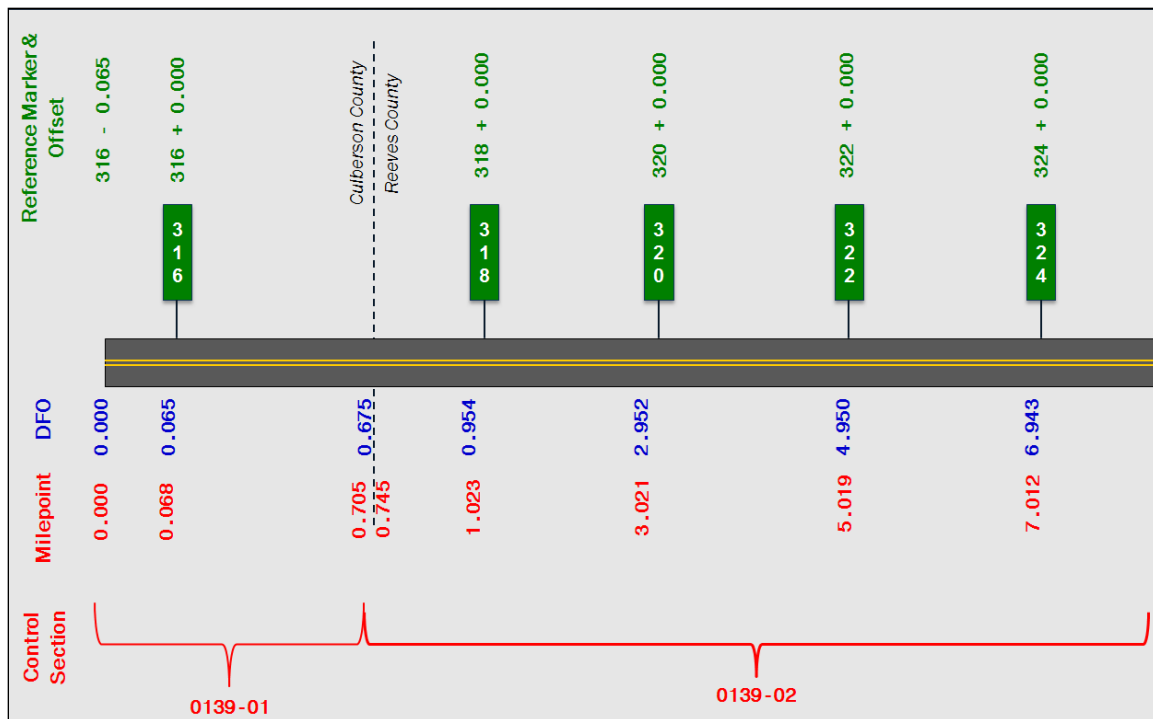 Reference Marker &
Offset
316 - 0.065
316 + 0.000
Culberson County
Reeves County
318 + 0.000
320 + 0.000
322 + 0.000
324 + 0.000
316
318
320
322
324
DFO
0.000
0.065
0.675
0.954
2.952
4.950
6.943
Milepoint
0.000
0.068
0.705
0.745
1.023
3.021
5.019
7.012
Control
Section
0139-01
0139-02